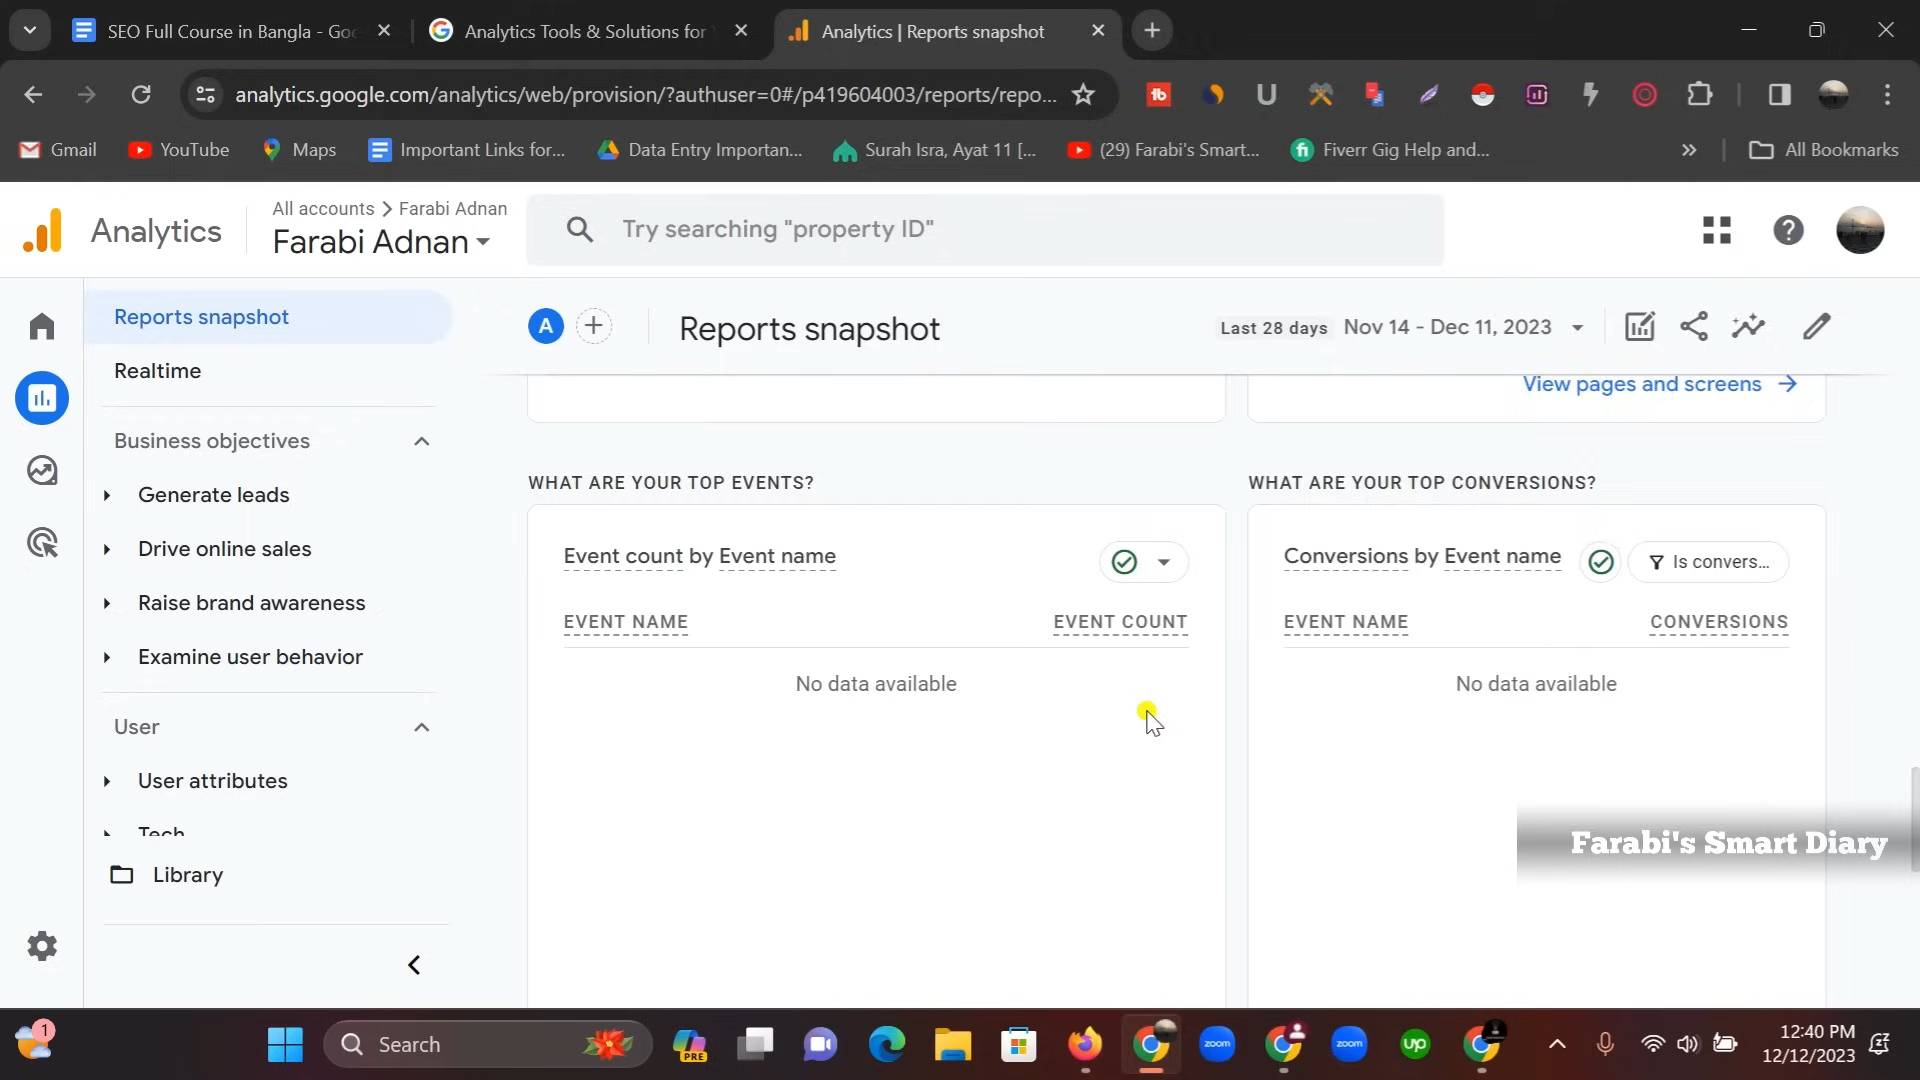 SEO Full Course in Bangla - Goo
Analytics Tools & Solutions for
Analytics | Reports snapshot
analytics.google.com/analytics/web/provision/?authuser=0#/p419604003/reports/repo...
Gmail
YouTube
Maps
Important Links for...
Data Entry Importan...
Surah Isra, Ayat 11 [...
(29) Farabi's Smart...
Fiverr Gig Help and...
All Bookmarks
Analytics
All accounts > Farabi Adnan
Farabi Adnan
Try searching "property ID"
Reports snapshot
Realtime
Business objectives
Generate leads
Drive online sales
Raise brand awareness
Examine user behavior
User
User attributes
Tech
Library
A
Reports snapshot
Last 28 days Nov 14 - Dec 11, 2023
View pages and screens
WHAT ARE YOUR TOP EVENTS?
Event count by Event name
EVENT NAME EVENT COUNT
No data available
WHAT ARE YOUR TOP CONVERSIONS?
Conversions by Event name
Is convers...
EVENT NAME CONVERSIONS
No data available
Farabi's Smart Diary
1
Search
PRE
zoom
zoom
up
12:40 PM
12/12/2023